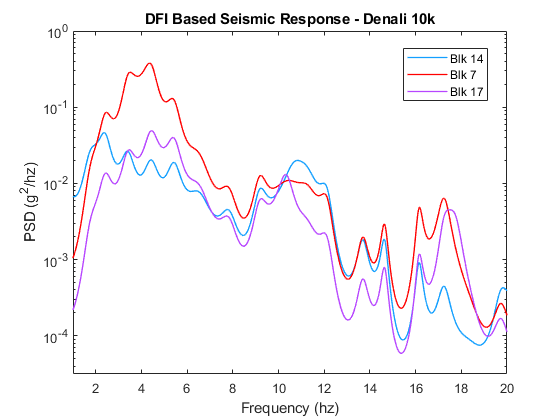 DFI Based Seismic Response - Denali 10k
10^0
10^-1
10^-2
10^-3
10^-4
PSD (g^2/hz)
Blk 14
Blk 7
Blk 17
2 4 6 8 10 12 14 16 18 20
Frequency (hz)